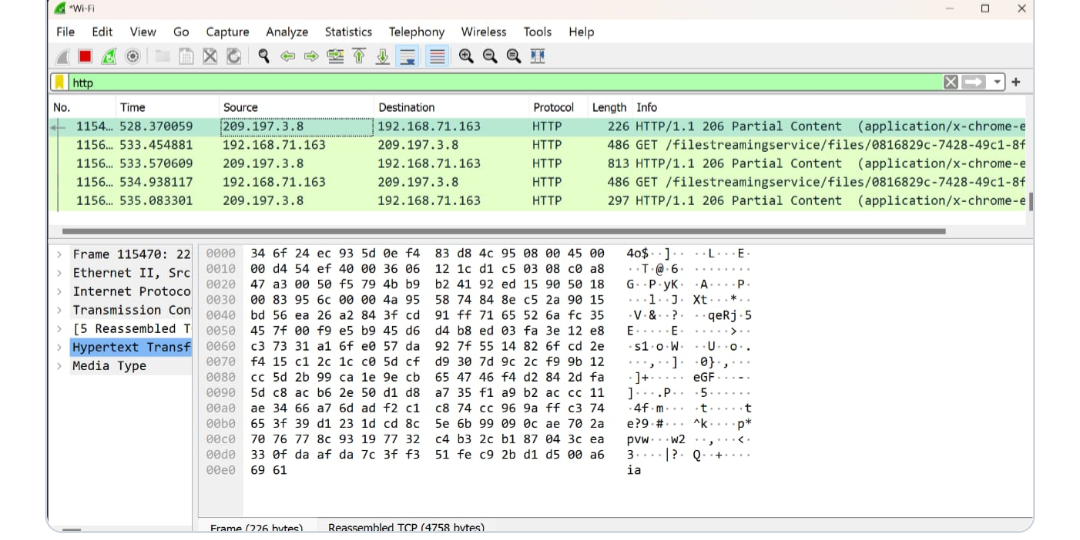 *Wi-Fi
File Edit View Go Capture Analyze Statistics Telephony Wireless Tools Help
http
No. Time Source Destination Protocol Length Info
1154… 528.370059 209.197.3.8 192.168.71.163 HTTP 226 HTTP/1.1 206 Partial Content (application/x-chrome-e
1156… 533.454881 192.168.71.163 209.197.3.8 HTTP 486 GET /filestreamingservice/files/0816829c-7428-49c1-8f
1156… 533.570609 209.197.3.8 192.168.71.163 HTTP 813 HTTP/1.1 206 Partial Content (application/x-chrome-e
1156… 534.938117 192.168.71.163 209.197.3.8 HTTP 486 GET /filestreamingservice/files/0816829c-7428-49c1-8f
1156… 535.083301 209.197.3.8 192.168.71.163 HTTP 297 HTTP/1.1 206 Partial Content (application/x-chrome-e
Frame 115470: 22
Ethernet II, Src
Internet Protoco
Transmission Con
[5 Reassembled T
Hypertext Transf
Media Type
0000 34 6f 24 ec 93 5d 0e f4 83 d8 4c 95 08 00 45 00 4o$··]·· ··L···E·
0010 00 d4 54 ef 40 00 36 06 12 1c d1 c5 03 08 c0 a8 ··T·@·6· ········
0020 47 a3 00 50 f5 79 4b b9 b2 41 92 ed 15 90 50 18 G··P·yK· ·A····P·
0030 00 83 95 6c 00 00 4a 95 58 74 84 8e c5 2a 90 15 ···l··J· Xt···*··
0040 bd 56 ea 26 a2 84 3f cd 91 ff 71 65 52 6a fc 35 ·V·&··?· ··qeRj·5
0050 45 7f 00 f9 e5 b9 45 d6 d4 b8 ed 03 fa 3e 12 e8 E·····E· ·····>··
0060 c3 73 31 a1 6f e0 57 da 92 7f 55 14 82 6f cd 2e ·s1·o·W· ··U··o·.
0070 f4 15 c1 2c 1c c0 5d cf d9 30 7d 9c 2c f9 9b 12 ···,··]· ·0}·,···
0080 cc 5d 2b 99 ca 1e 9e cb 65 47 46 f4 d2 84 2d fa ·]+····· eGF···-·
0090 5d c8 ac b6 2e 50 d1 d8 a7 35 f1 a9 b2 ac cc 11 ]···.P·· ·5······
00a0 ae 34 66 a7 6d ad f2 c1 c8 74 cc 96 9a ff c3 74 ·4f·m··· ·t·····t
00b0 65 3f 39 d1 23 1d cd 8c 5e 6b 99 09 0c ae 70 2a e?9·#··· ^k····p*
00c0 70 76 77 8c 93 19 77 32 c4 b3 2c b1 87 04 3c ea pvw···w2 ··,···<·
00d0 33 0f da af da 7c 3f f3 51 fe c9 2b d1 d5 00 a6 3····|?· Q··+····
00e0 69 61 ia
Frame (226 bytes) Reassembled TCP (4758 bytes)